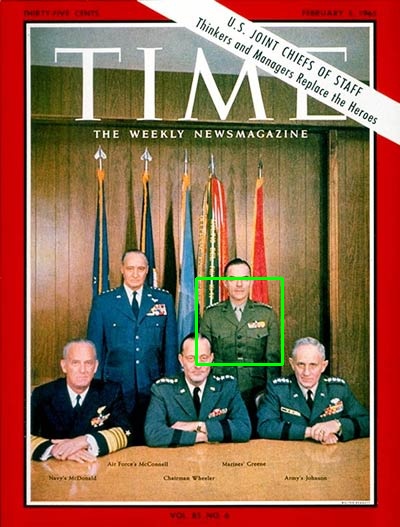 THIRTY-FIVE CENTS
FEBRUARY 5, 1965
U.S. JOINT CHIEFS OF STAFF
Thinkers and Managers Replace the Heroes
TIME
THE WEEKLY NEWSMAGAZINE
Air Force's McConnell
Marines' Greene
Navy's McDonald
Chairman Wheeler
Army's Johnson
VOL. 85 NO. 6